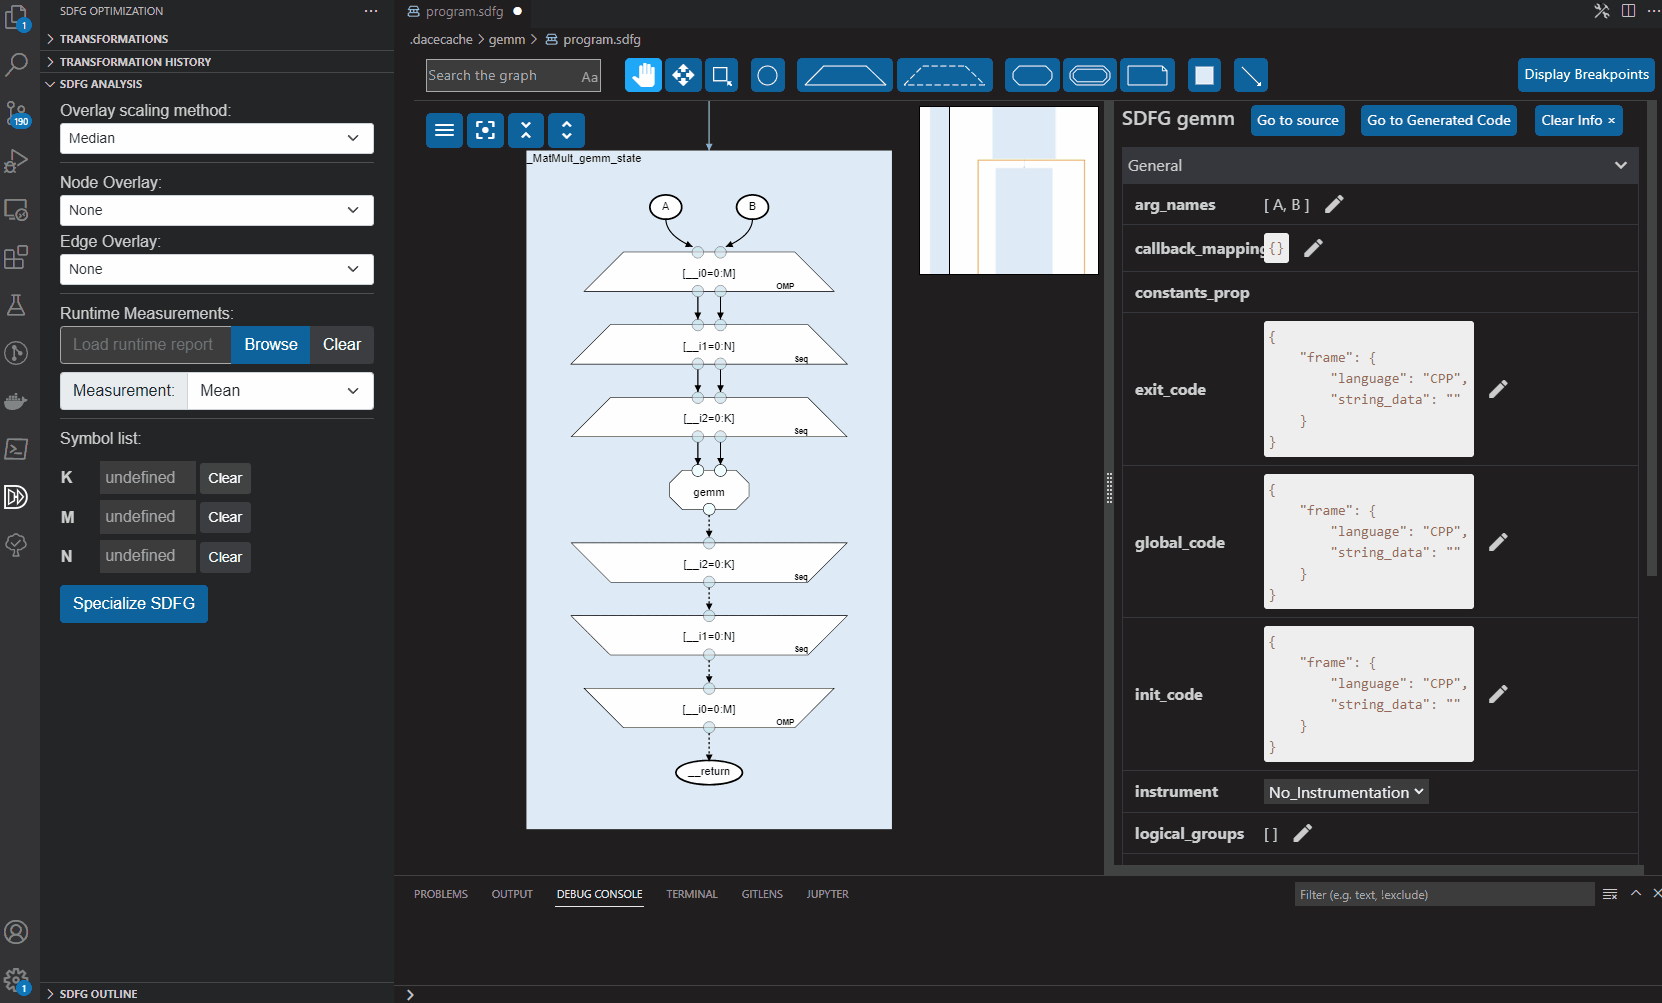 SDFG OPTIMIZATION
TRANSFORMATIONS
TRANSFORMATION HISTORY
SDFG ANALYSIS
Overlay scaling method:
Median
Node Overlay:
None
Edge Overlay:
None
Runtime Measurements:
Load runtime report Browse Clear
Measurement: Mean
Symbol list:
K undefined Clear
M undefined Clear
N undefined Clear
Specialize SDFG
SDFG OUTLINE
1
190
1
program.sdfg
.dacecache > gemm > program.sdfg
Search the graph Aa
Display Breakpoints
_MatMult_gemm_state
A B
[__i0=0:M]
OMP
[__i1=0:N]
Seq
[__i2=0:K]
Seq
gemm
[__i2=0:K]
Seq
[__i1=0:N]
Seq
[__i0=0:M]
OMP
__return
SDFG gemm Go to source Go to Generated Code Clear Info ×
General
arg_names [ A, B ]
callback_mapping {}
constants_prop
exit_code
{
"frame": {
"language": "CPP",
"string_data": ""
}
}
global_code
{
"frame": {
"language": "CPP",
"string_data": ""
}
}
init_code
{
"frame": {
"language": "CPP",
"string_data": ""
}
}
instrument No_Instrumentation
logical_groups [ ]
PROBLEMS OUTPUT DEBUG CONSOLE TERMINAL GITLENS JUPYTER
Filter (e.g. text, !exclude)